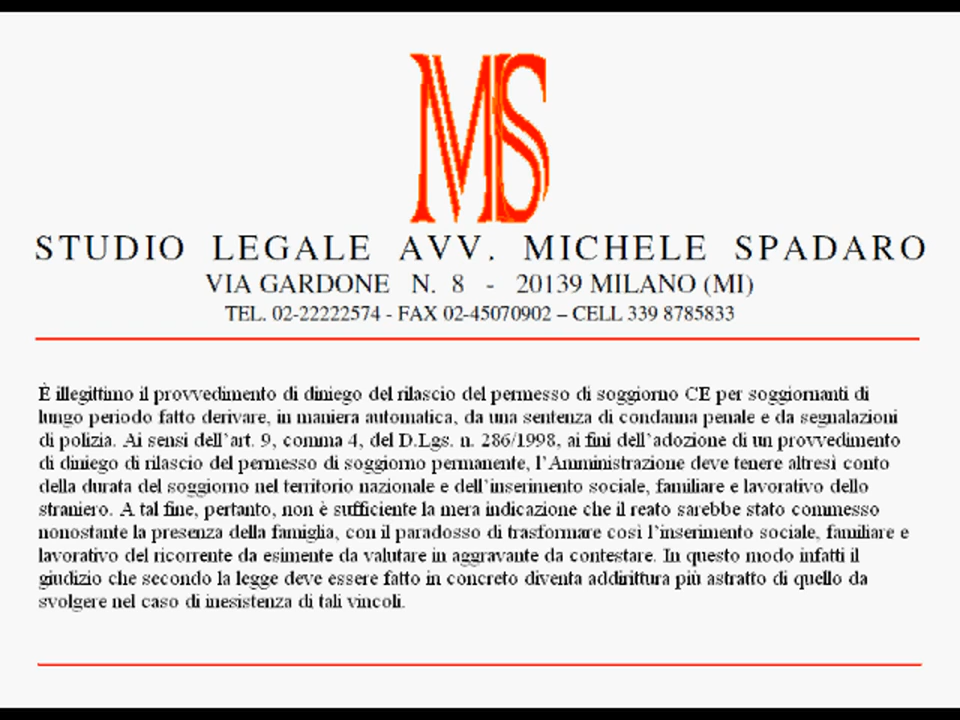 MS
STUDIO LEGALE AVV. MICHELE SPADARO
VIA GARDONE N. 8 - 20139 MILANO (MI)
TEL. 02-22222574 - FAX 02-45070902 – CELL 339 8785833
È illegittimo il provvedimento di diniego del rilascio del permesso di soggiorno CE per soggiornanti di
lungo periodo fatto derivare, in maniera automatica, da una sentenza di condanna penale e da segnalazioni
di polizia. Ai sensi dell’art. 9, comma 4, del D.Lgs. n. 286/1998, ai fini dell’adozione di un provvedimento
di diniego di rilascio del permesso di soggiorno permanente, l’Amministrazione deve tenere altresì conto
della durata del soggiorno nel territorio nazionale e dell’inserimento sociale, familiare e lavorativo dello
straniero. A tal fine, pertanto, non è sufficiente la mera indicazione che il reato sarebbe stato commesso
nonostante la presenza della famiglia, con il paradosso di trasformare così l’inserimento sociale, familiare e
lavorativo del ricorrente da esimente da valutare in aggravante da contestare. In questo modo infatti il
giudizio che secondo la legge deve essere fatto in concreto diventa addirittura più astratto di quello da
svolgere nel caso di inesistenza di tali vincoli.